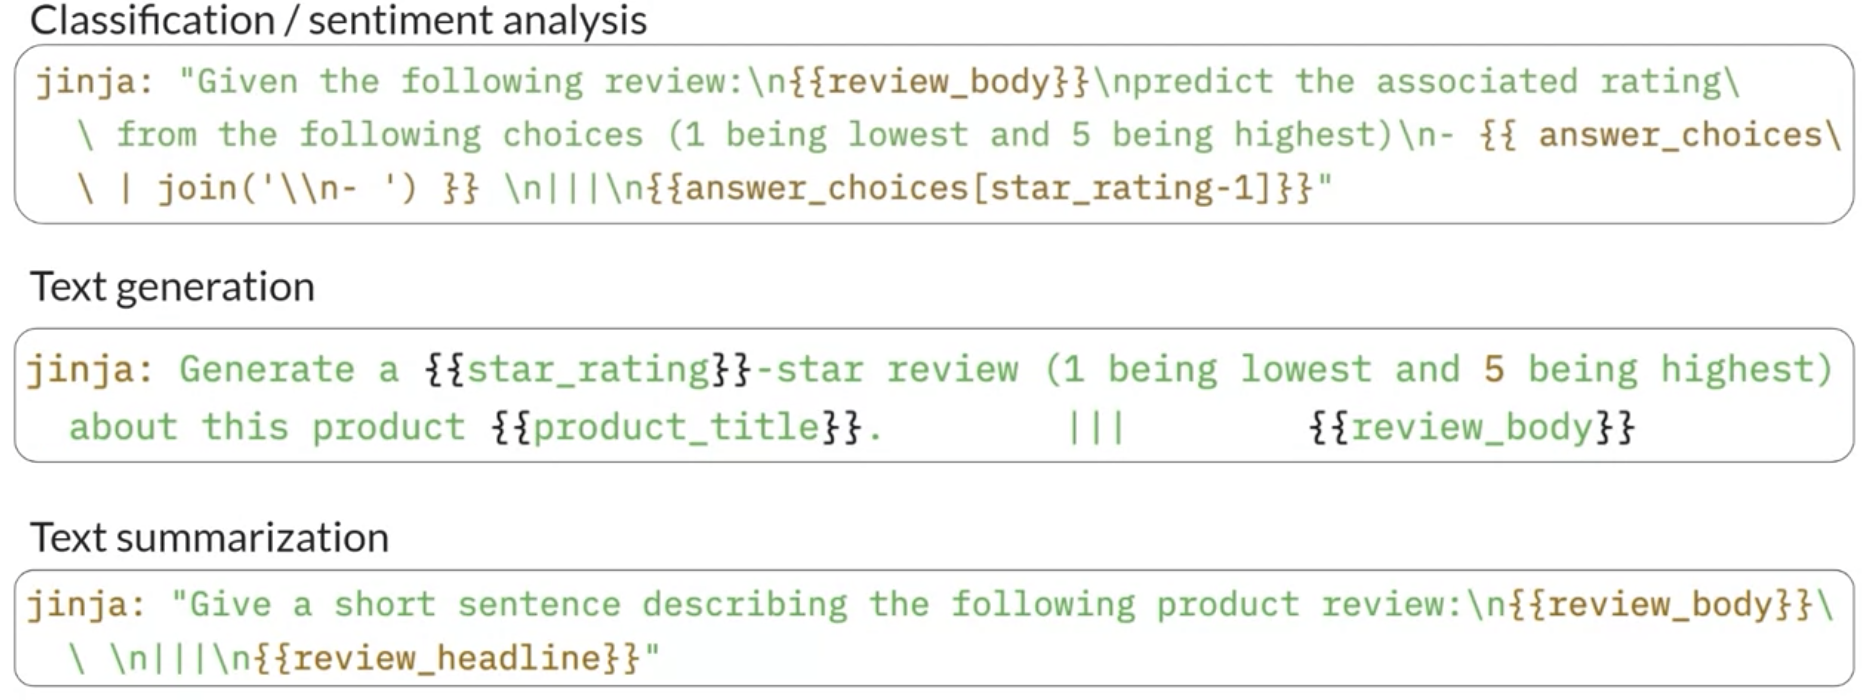 Classification / sentiment analysis
jinja: "Given the following review:\n{{review_body}}\npredict the associated rating\
\ from the following choices (1 being lowest and 5 being highest)\n- {{ answer_choices\
\ | join('\\n- ') }} \n|||\n{{answer_choices[star_rating-1]}}"
Text generation
jinja: Generate a {{star_rating}}-star review (1 being lowest and 5 being highest)
about this product {{product_title}}. ||| {{review_body}}
Text summarization
jinja: "Give a short sentence describing the following product review:\n{{review_body}}\
\ \n|||\n{{review_headline}}"